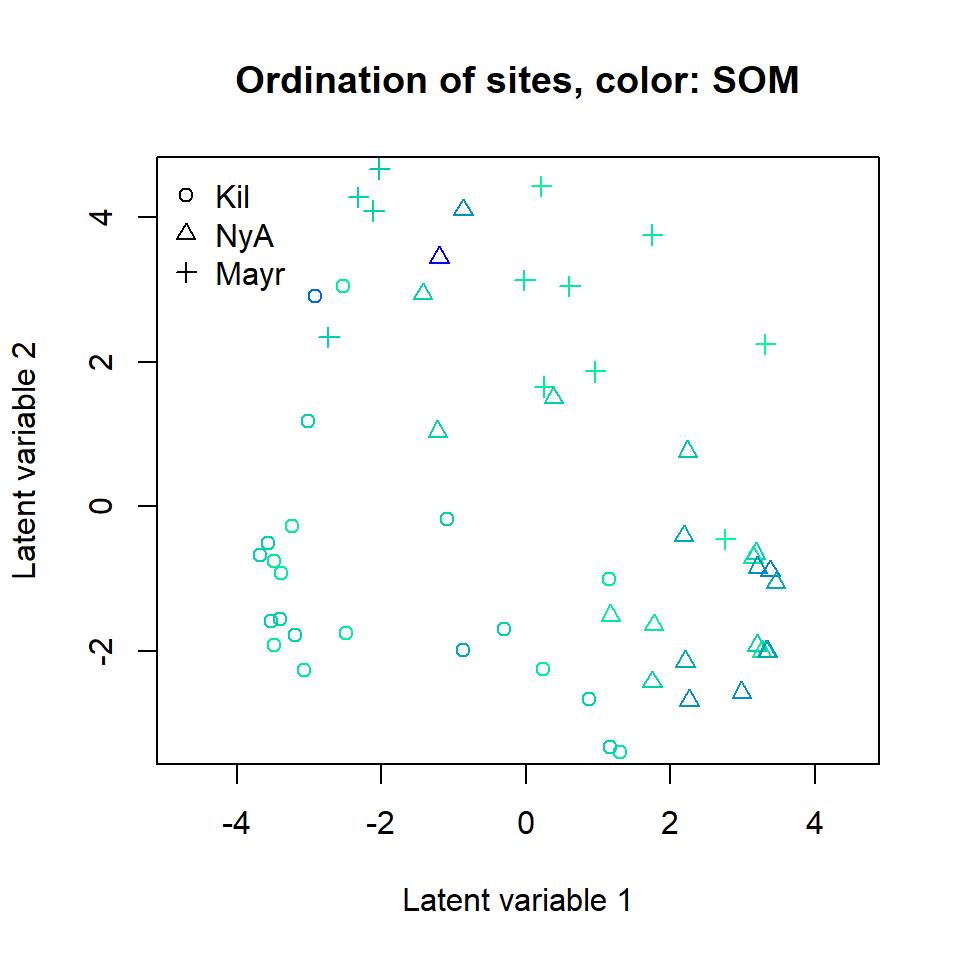 Ordination of sites, color: SOM
Kil
NyA
Mayr
4
2
0
-2
Latent variable 2
-4
-2
0
2
4
Latent variable 1